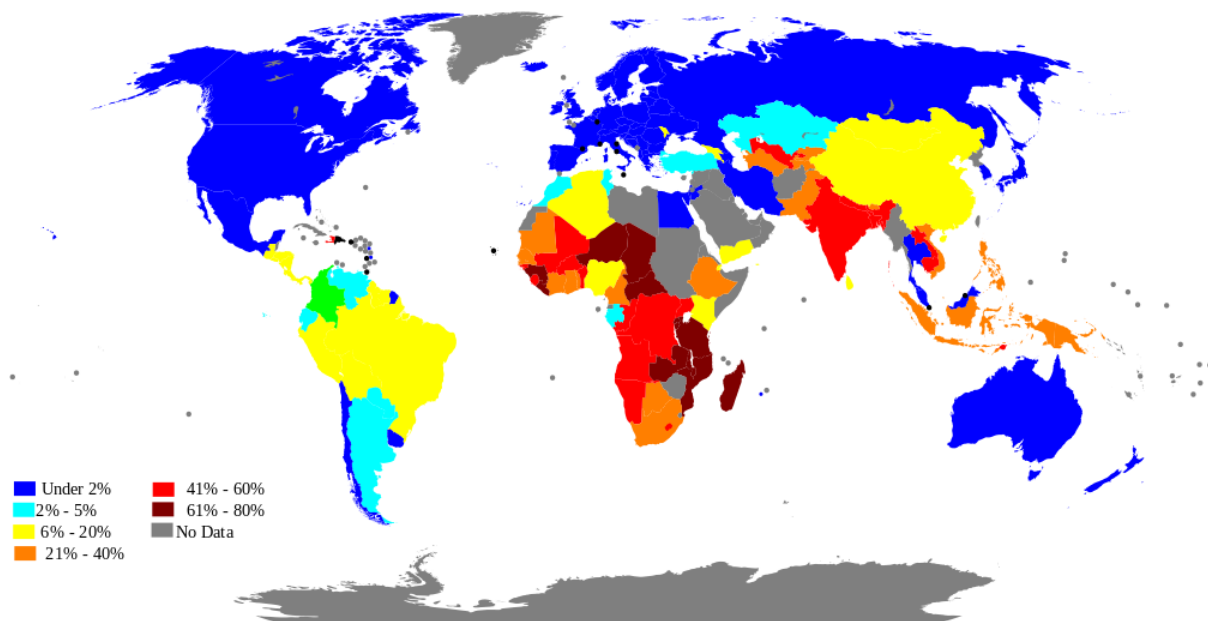 Under 2%
2% - 5%
6% - 20%
21% - 40%
41% - 60%
61% - 80%
No Data